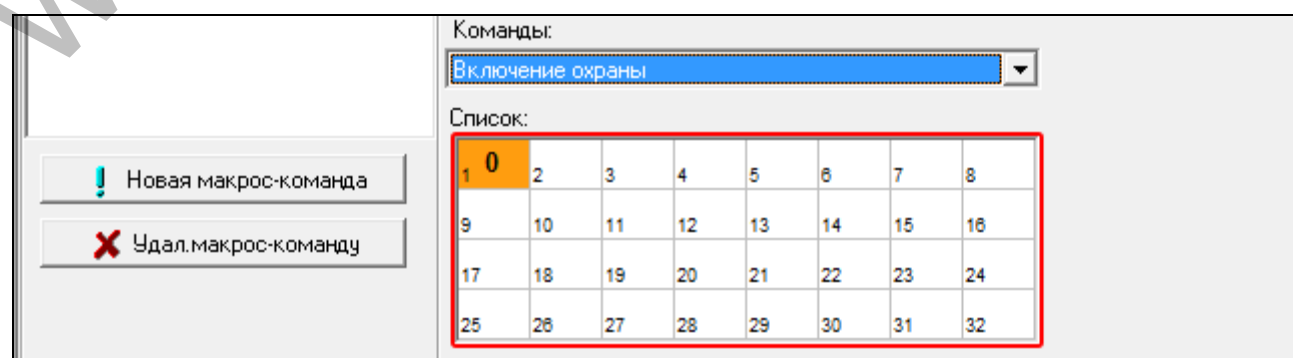 Команды:
Включение охраны
Список:
1 0 2 3 4 5 6 7 8
9 10 11 12 13 14 15 16
17 18 19 20 21 22 23 24
25 26 27 28 29 30 31 32
Новая макрос-команда
Удал.макрос-команду